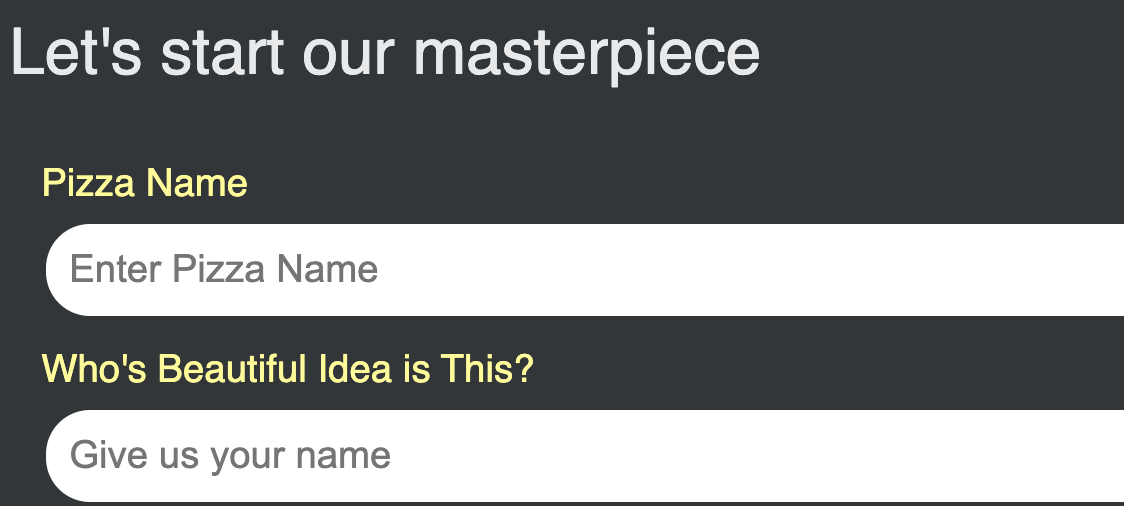 Let's start our masterpiece
Pizza Name
Enter Pizza Name
Who's Beautiful Idea is This?
Give us your name